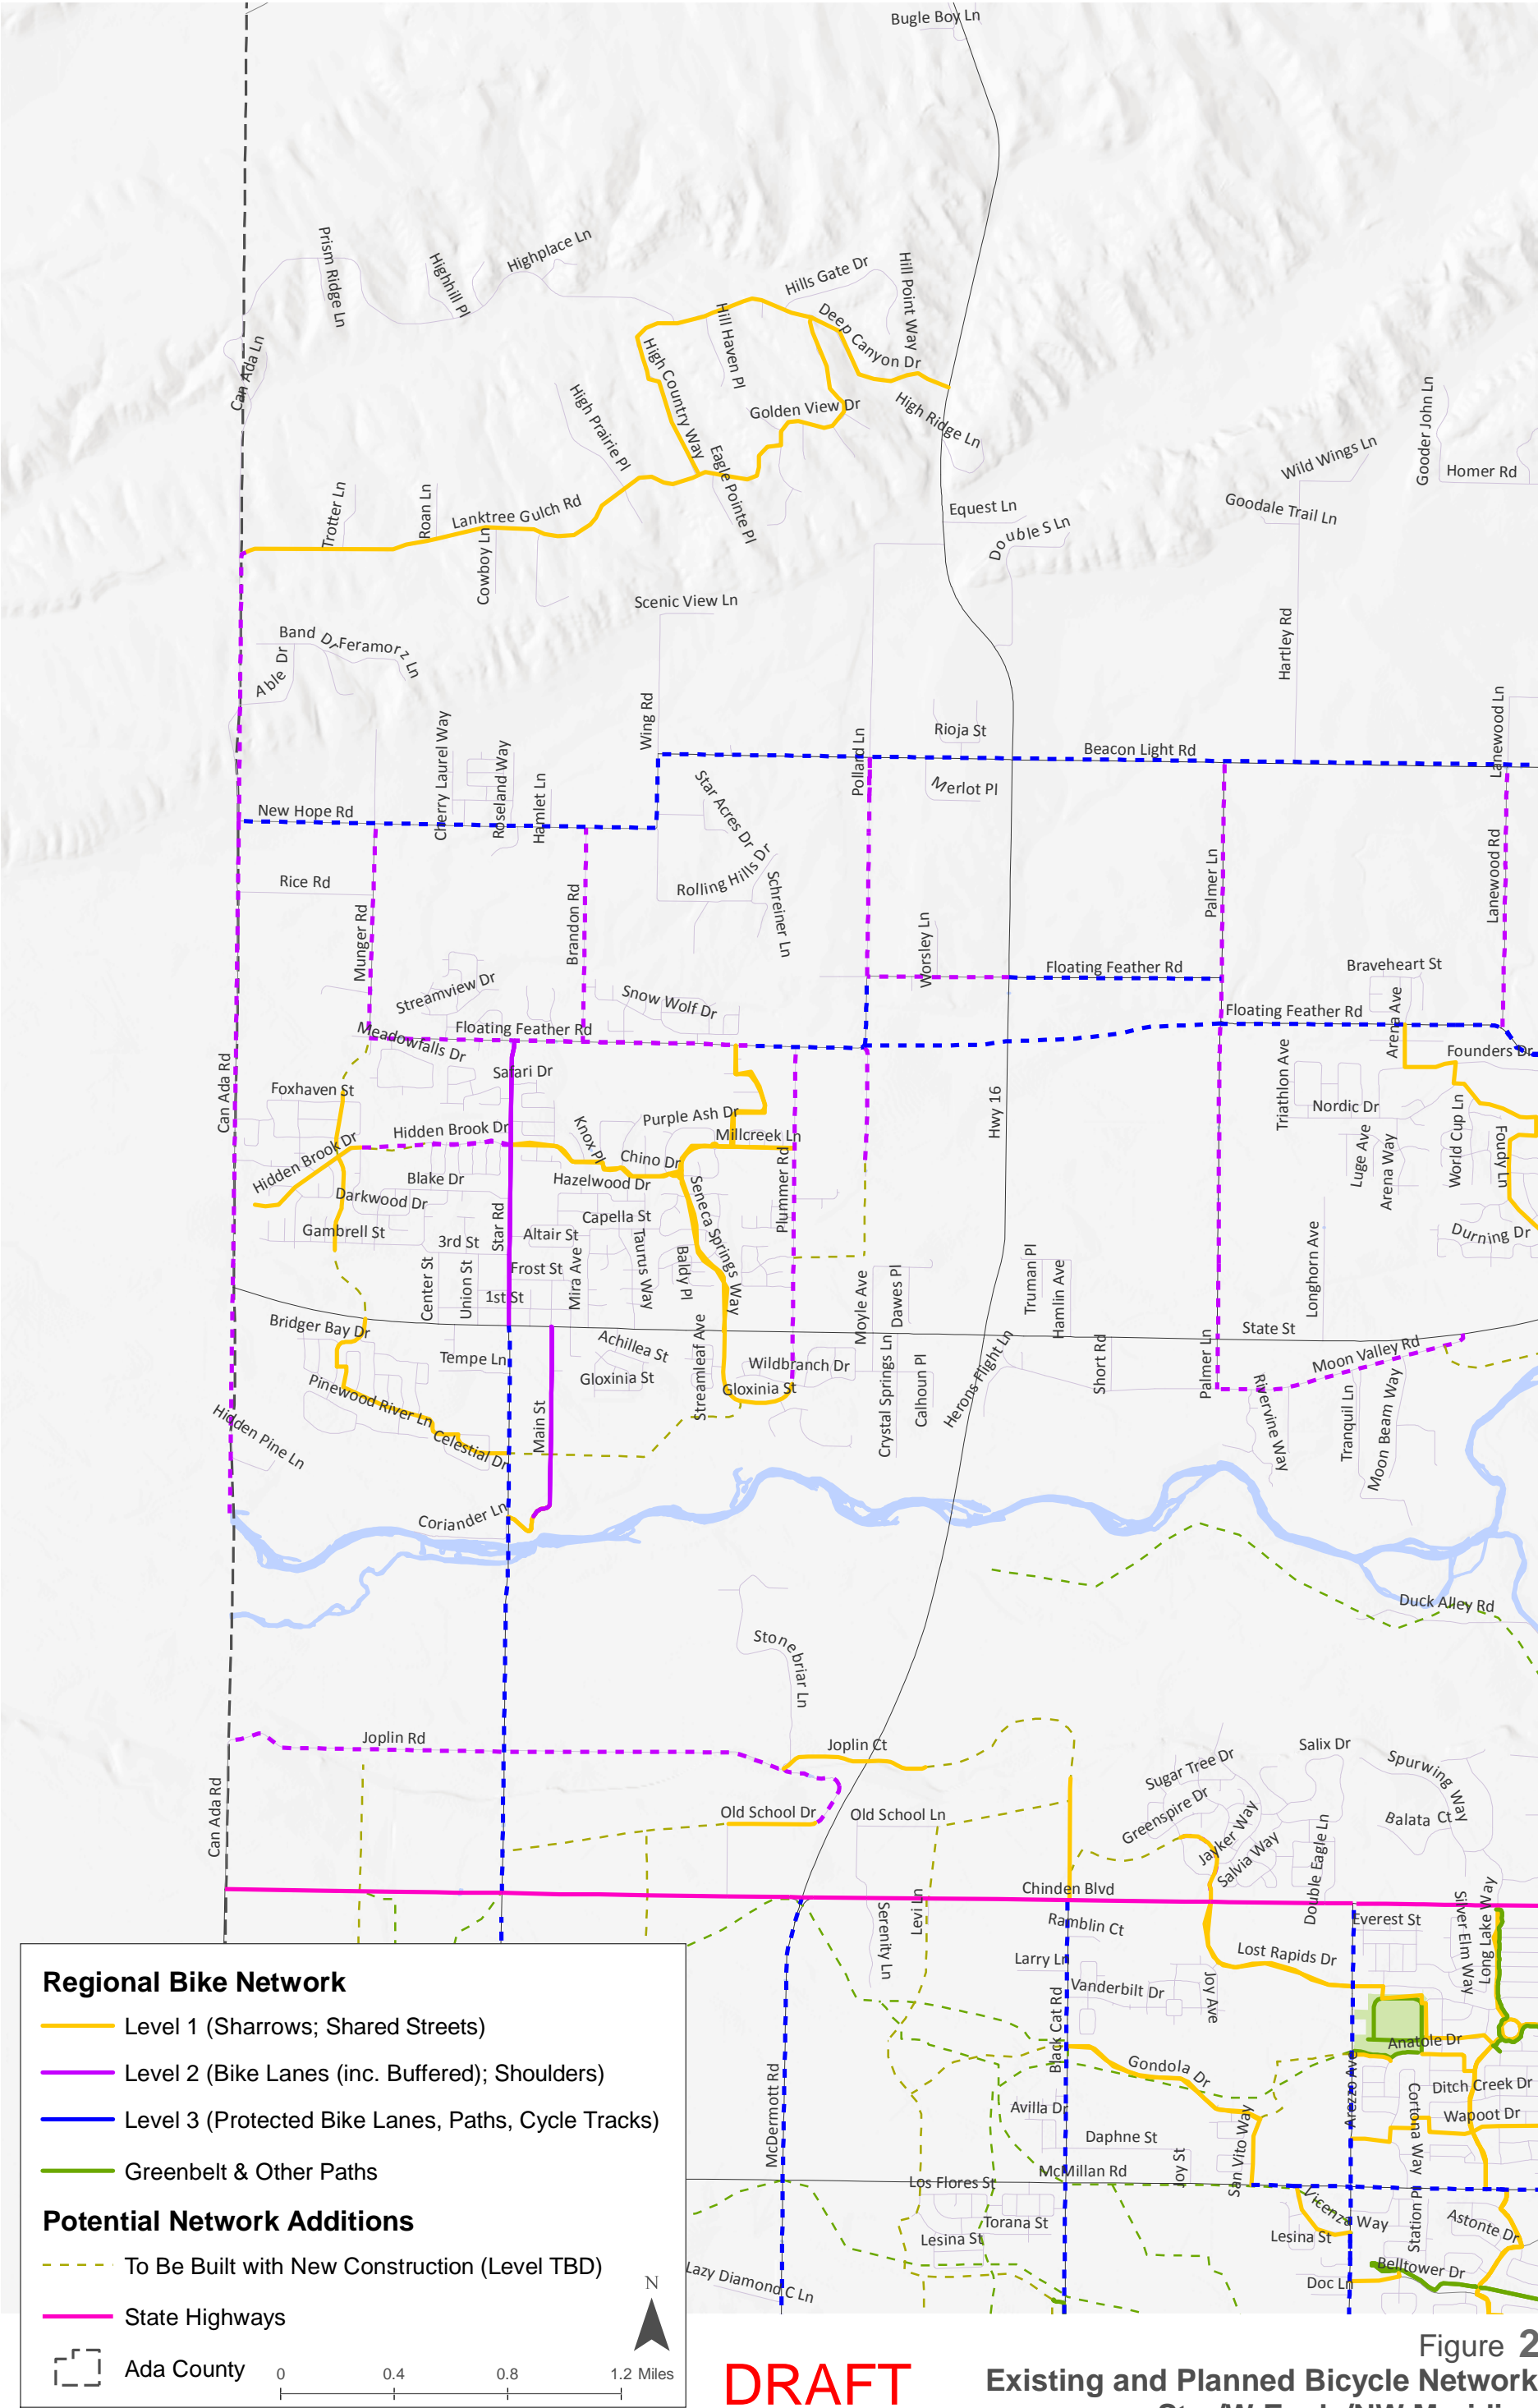 Bugle Boy Ln
Prism Ridge Ln
Highhill Pl
Highplace Ln
Hills Gate Dr
Hill Point Way
Deep Canyon Dr
Hill Haven Pl
Can Ada Ln
High Country Way
High Prairie Pl
Golden View Dr
High Ridge Ln
Gooder John Ln
Eagle Pointe Pl
Wild Wings Ln
Homer Rd
Trotter Ln
Roan Ln
Lanktree Gulch Rd
Cowboy Ln
Equest Ln
Double S Ln
Goodale Trail Ln
Scenic View Ln
Hartley Rd
Band Dr
Feramorz Ln
Able Dr
Wing Rd
Lanewood Ln
Rioja St
Pollard Ln
Beacon Light Rd
Cherry Laurel Way
Roseland Way
Hamlet Ln
Star Acres Dr
Merlot Pl
New Hope Rd
Rolling Hills Dr
Palmer Ln
Lanewood Rd
Rice Rd
Munger Rd
Brandon Rd
Schreiner Ln
Worsley Ln
Floating Feather Rd
Braveheart St
Streamview Dr
Snow Wolf Dr
Floating Feather Rd
Arena Ave
Meadowfalls Dr
Floating Feather Rd
Founders Dr
Can Ada Rd
Foxhaven St
Safari Dr
Hwy 16
Triathlon Ave
Nordic Dr
Purple Ash Dr
Hidden Brook Dr
Knox Pl
Millcreek Ln
Hidden Brook Dr
Chino Dr
Luge Ave
Arena Way
World Cup Ln
Foudy Ln
Blake Dr
Hazelwood Dr
Plummer Rd
Darkwood Dr
Seneca Springs Way
Gambrell St
Star Rd
Capella St
3rd St
Altair St
Durning Dr
Frost St
Taurus Way
Baldy Pl
Center St
Union St
Mira Ave
1st St
Moyle Ave
Dawes Pl
Truman Pl
Hamlin Ave
Longhorn Ave
Bridger Bay Dr
State St
Achillea St
Streamleaf Ave
Tempe Ln
Wildbranch Dr
Moon Valley Rd
Gloxinia St
Gloxinia St
Crystal Springs Ln
Calhoun Pl
Herons Flight Ln
Short Rd
Palmer Ln
Pinewood River Ln
Rivervine Way
Tranquil Ln
Moon Beam Way
Main St
Hidden Pine Ln
Celestial Dr
Coriander Ln
Duck Alley Rd
Stonebriar Ln
Joplin Rd
Joplin Ct
Salix Dr
Sugar Tree Dr
Spurwing Way
Can Ada Rd
Greenspire Dr
Old School Dr
Old School Ln
Jayker Way
Salvia Way
Double Eagle Ln
Balata Ct
Chinden Blvd
Serenity Ln
Levi Ln
Ramblin Ct
Everest St
Silver Elm Way
Long Lake Way
Larry Ln
Lost Rapids Dr
Vanderbilt Dr
Joy Ave
Black Cat Rd
Anatole Dr
Gondola Dr
McDermott Rd
Arezzo Ave
Ditch Creek Dr
Avilla Dr
Cortona Way
Wapoot Dr
Daphne St
San Vito Way
Joy St
McMillan Rd
Los Flores St
Vicenza Way
Station Pl
Torana St
Lesina St
Lesina St
Astonte Dr
Lazy Diamond C Ln
Belltower Dr
Doc Ln
Regional Bike Network
Level 1 (Sharrows; Shared Streets)
Level 2 (Bike Lanes (inc. Buffered); Shoulders)
Level 3 (Protected Bike Lanes, Paths, Cycle Tracks)
Greenbelt & Other Paths
Potential Network Additions
To Be Built with New Construction (Level TBD)
State Highways
Ada County
N
0 0.4 0.8 1.2 Miles
DRAFT
Figure 2
Existing and Planned Bicycle Network